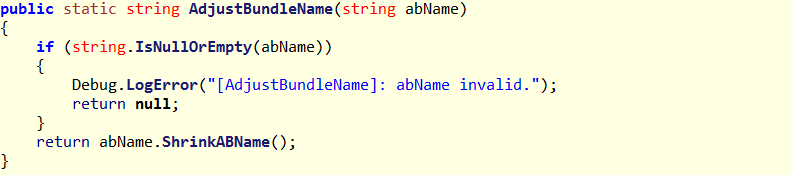 public static string AdjustBundleName(string abName)
{
    if (string.IsNullOrEmpty(abName))
    {
        Debug.LogError("[AdjustBundleName]: abName invalid.");
        return null;
    }
    return abName.ShrinkABName();
}